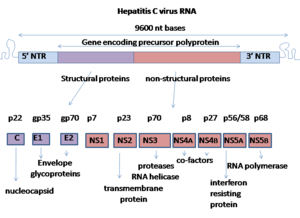 Hepatitis C virus RNA
9600 nt bases
Gene encoding precursor polyprotein
5' NTR
3' NTR
Structural proteins
non-structural proteins
p22 gp35 gp70 p7 p23 p70 p8 p27 p56/58 p68
C E1 E2 NS1 NS2 NS3 NS4A NS4b NS5A NS5B
Envelope
glycoproteins
nucleocapsid
transmembrane
protein
proteases
RNA helicase
co-factors
interferon
resisting
protein
RNA polymerase